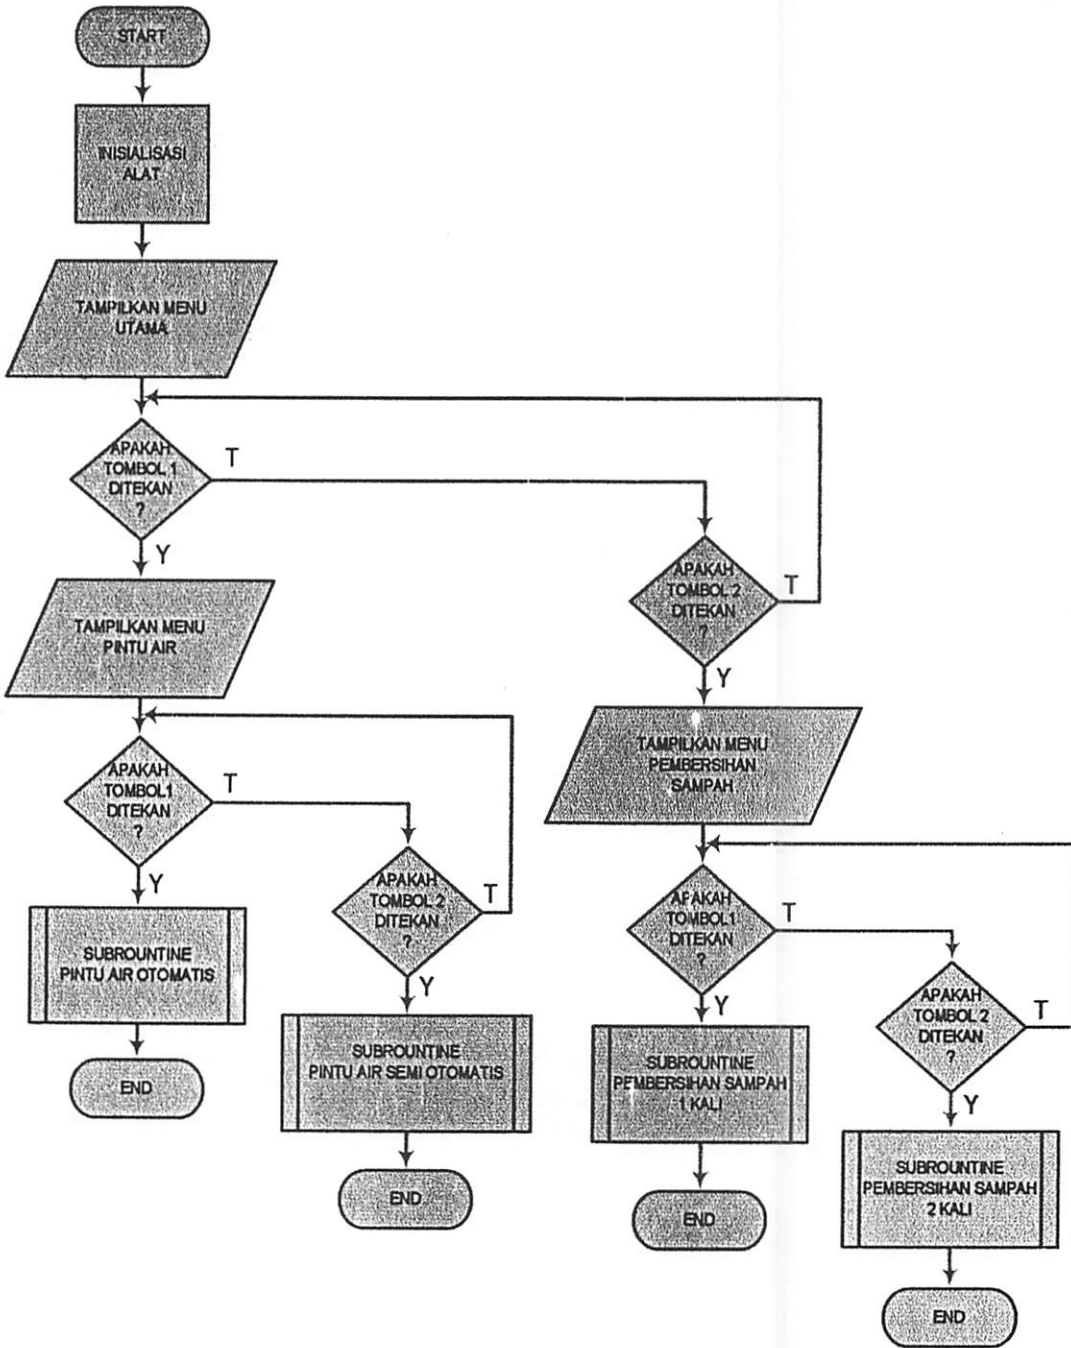 START
INISIALISASI
ALAT
TAMPILKAN MENU
UTAMA
APAKAH
TOMBOL 1
DITEKAN
?
T
Y
APAKAH
TOMBOL 2
DITEKAN
?
T
Y
TAMPILKAN MENU
PINTU AIR
TAMPILKAN MENU
PEMBERSIHAN
SAMPAH
APAKAH
TOMBOL1
DITEKAN
?
T
Y
APAKAH
TOMBOL 2
DITEKAN
?
T
Y
APAKAH
TOMBOL1
DITEKAN
?
T
Y
APAKAH
TOMBOL 2
DITEKAN
?
T
Y
SUBROUNTINE
PINTU AIR OTOMATIS
END
SUBROUNTINE
PINTU AIR SEMI OTOMATIS
END
SUBROUNTINE
PEMBERSIHAN SAMPAH
1 KALI
END
SUBROUNTINE
PEMBERSIHAN SAMPAH
2 KALI
END